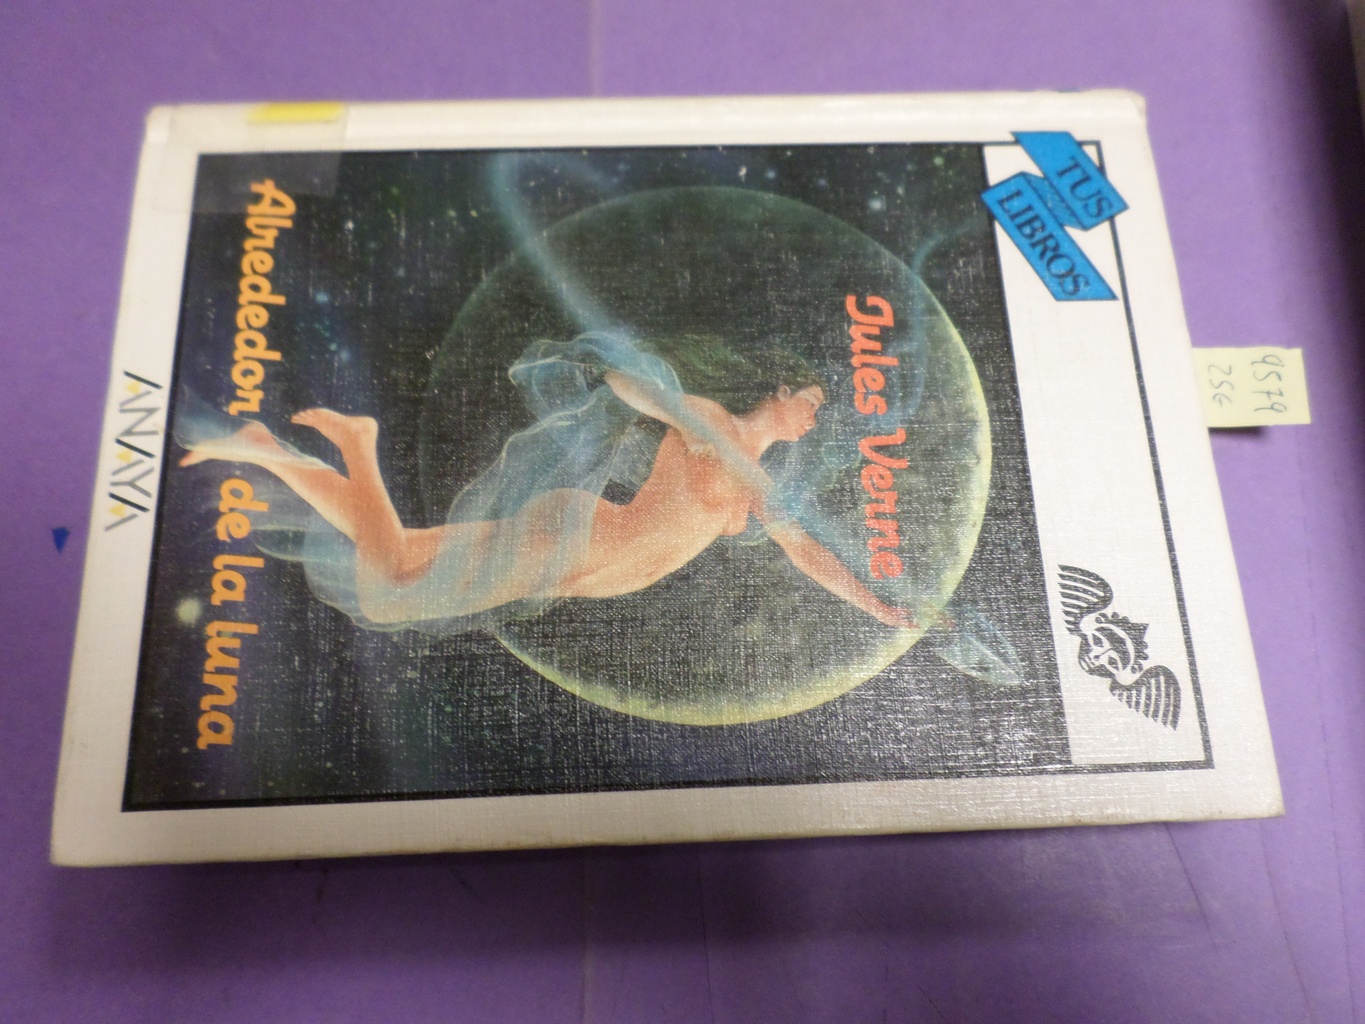 TUS
LIBROS
Jules Verne
Alrededor de la luna
ANAYA
9579
256